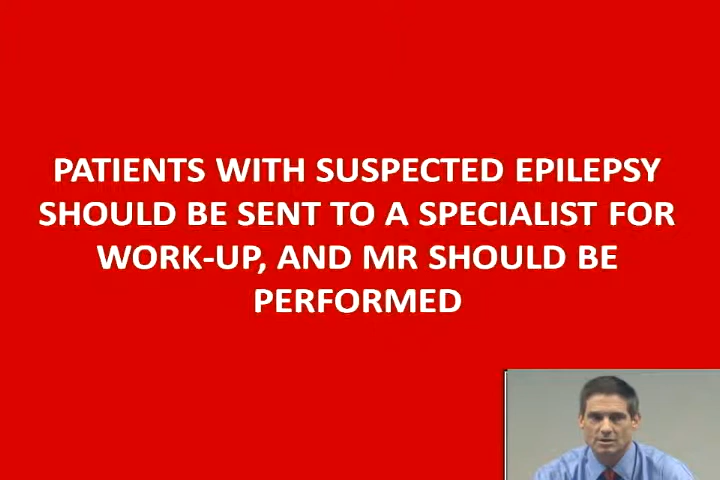 PATIENTS WITH SUSPECTED EPILEPSY
SHOULD BE SENT TO A SPECIALIST FOR
WORK-UP, AND MR SHOULD BE
PERFORMED